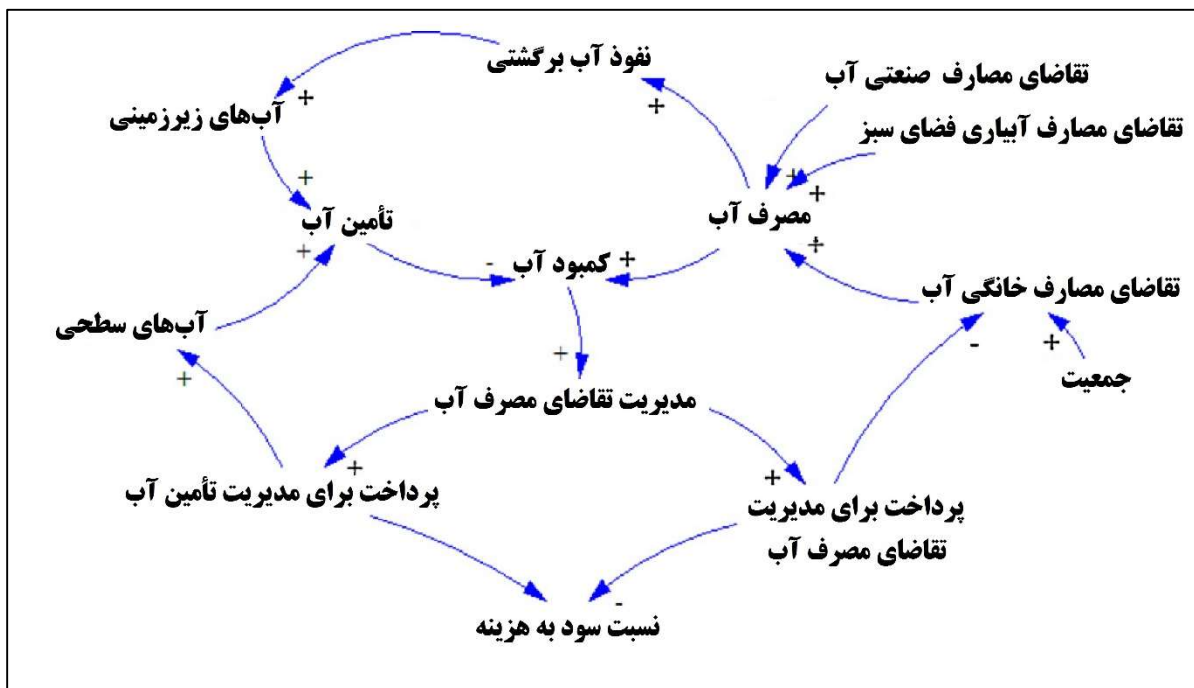 نفوذ آب برگشتی
تقاضای مصارف صنعتی آب
+
+
آب‌های زیرزمینی
تقاضای مصارف آبیاری فضای سبز
+
+
+
تأمین آب
مصرف آب
+
-
کمبود آب
+
+
تقاضای مصارف خانگی آب
آب‌های سطحی
+
+
-
+
جمعیت
مدیریت تقاضای مصرف آب
+
+
پرداخت برای مدیریت تأمین آب
پرداخت برای مدیریت
تقاضای مصرف آب
-
نسبت سود به هزینه